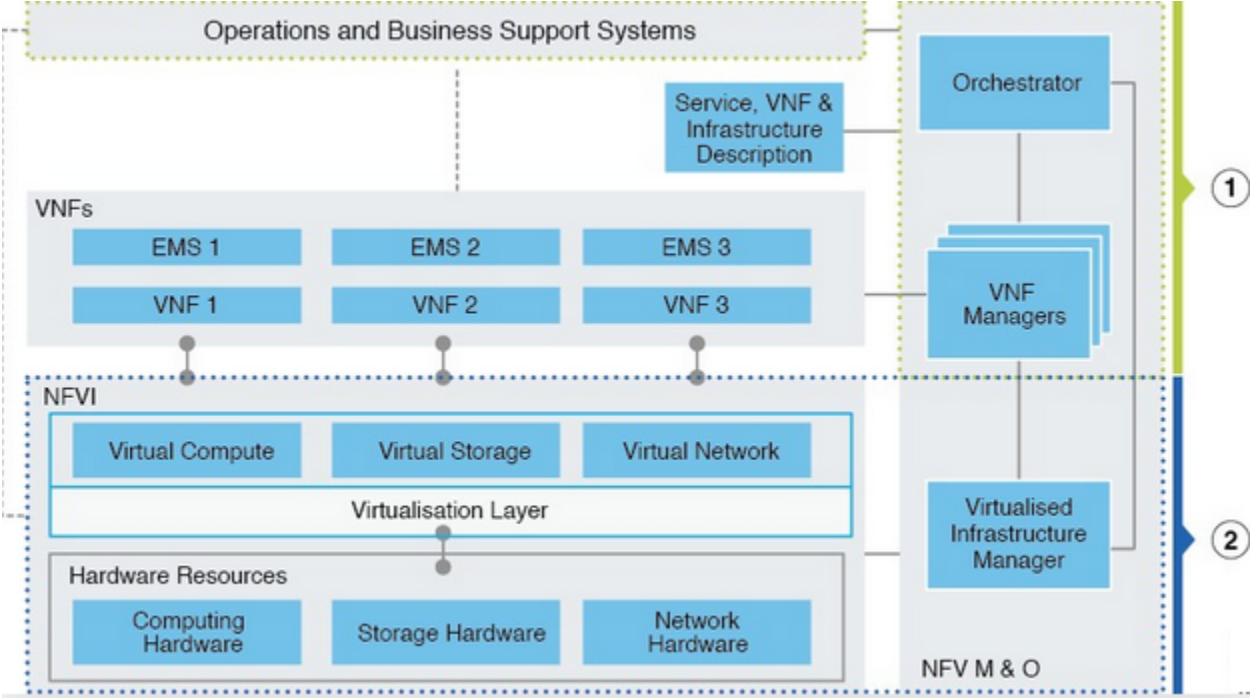 Operations and Business Support Systems
Orchestrator
1
Service, VNF &
Infrastructure
Description
VNFs
EMS 1
EMS 2
EMS 3
VNF 1
VNF 2
VNF 3
VNF
Managers
NFVI
Virtual Compute
Virtual Storage
Virtual Network
Virtualisation Layer
Virtualised
Infrastructure
Manager
2
Hardware Resources
Computing
Hardware
Storage Hardware
Network
Hardware
NFV M & O